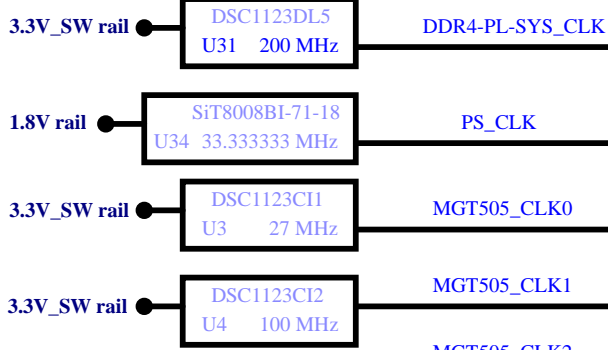 DSC1123DL5
3.3V_SW rail
DDR4-PL-SYS_CLK
U31 200 MHz
SiT8008BI-71-18
1.8V rail
PS_CLK
U34 33.333333 MHz
DSC1123CI1
3.3V_SW rail
MGT505_CLK0
U3 27 MHz
MGT505_CLK1
DSC1123CI2
3.3V_SW rail
U4 100 MHz
MGT505_CLK2